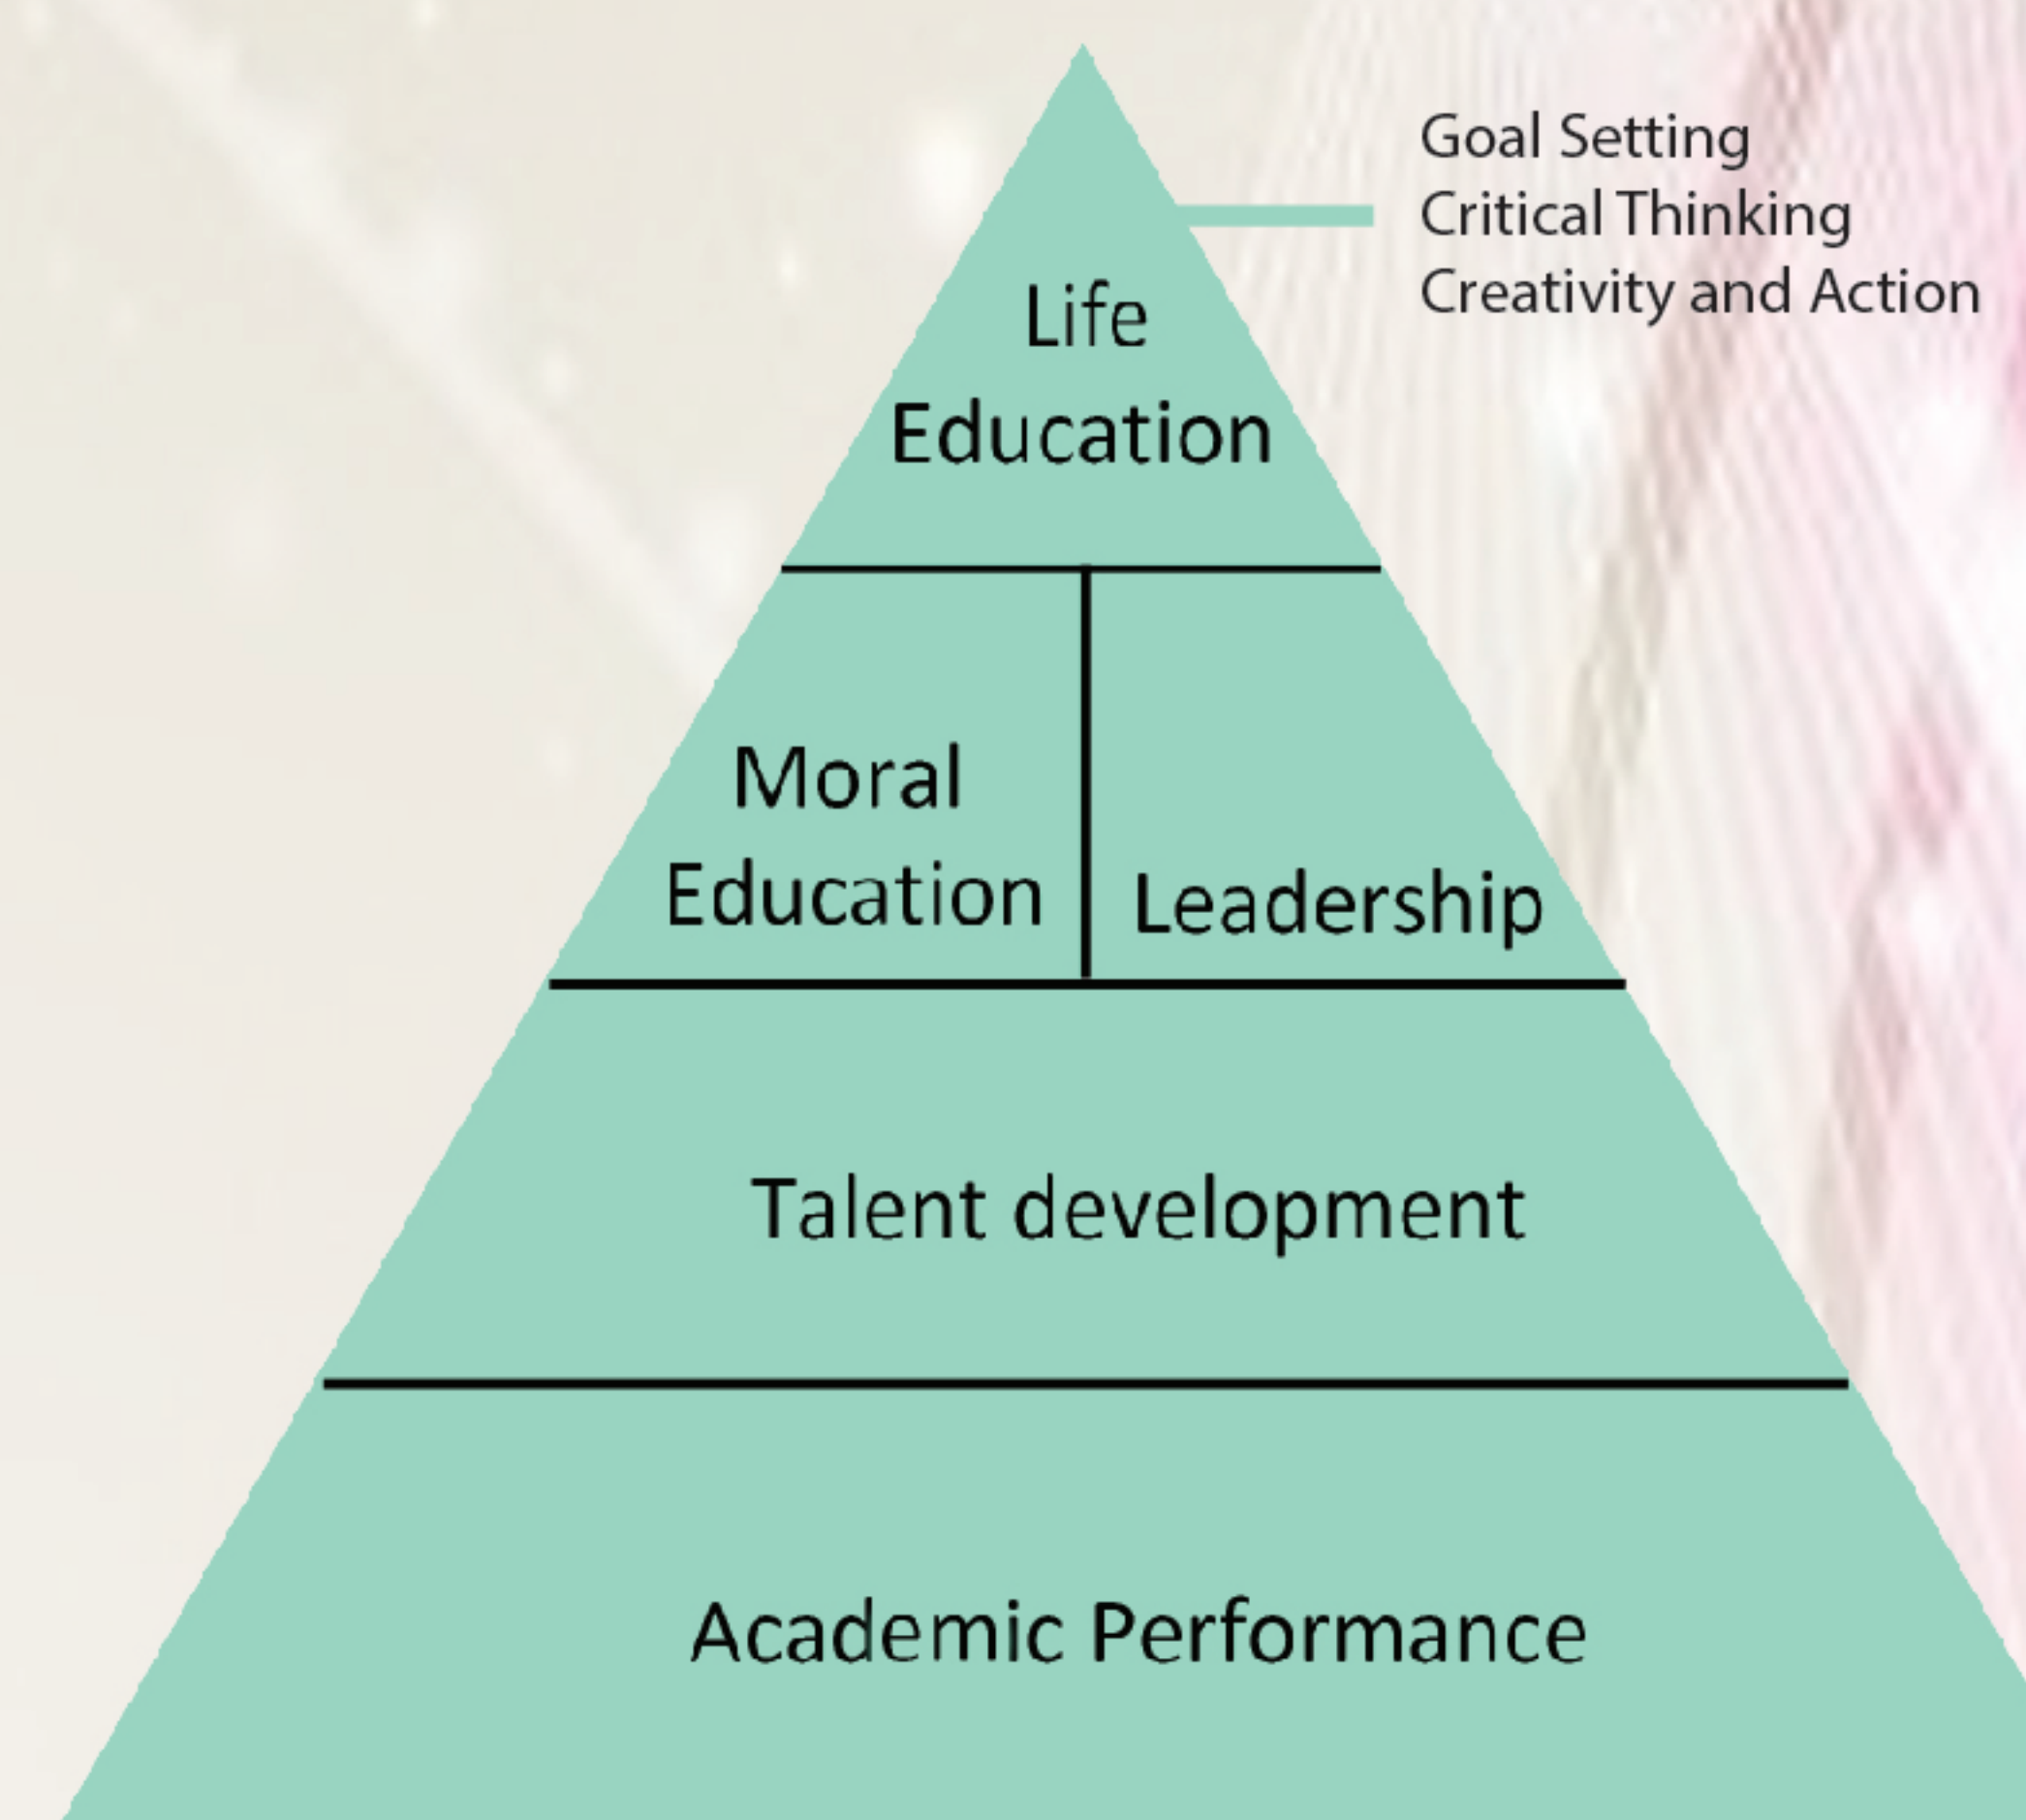 Goal Setting
Critical Thinking
Creativity and Action
Life
Education
Moral
Education
Leadership
Talent development
Academic Performance